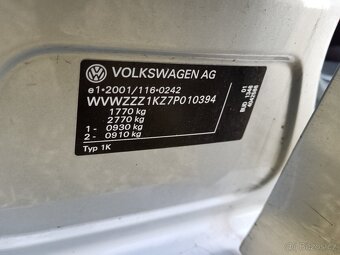 VOLKSWAGEN AG
e1*2001/116*0242
WVWZZZ1KZ7P010394
1770 kg
2770 kg
1- 0930 kg
2- 0910 kg
Typ 1K